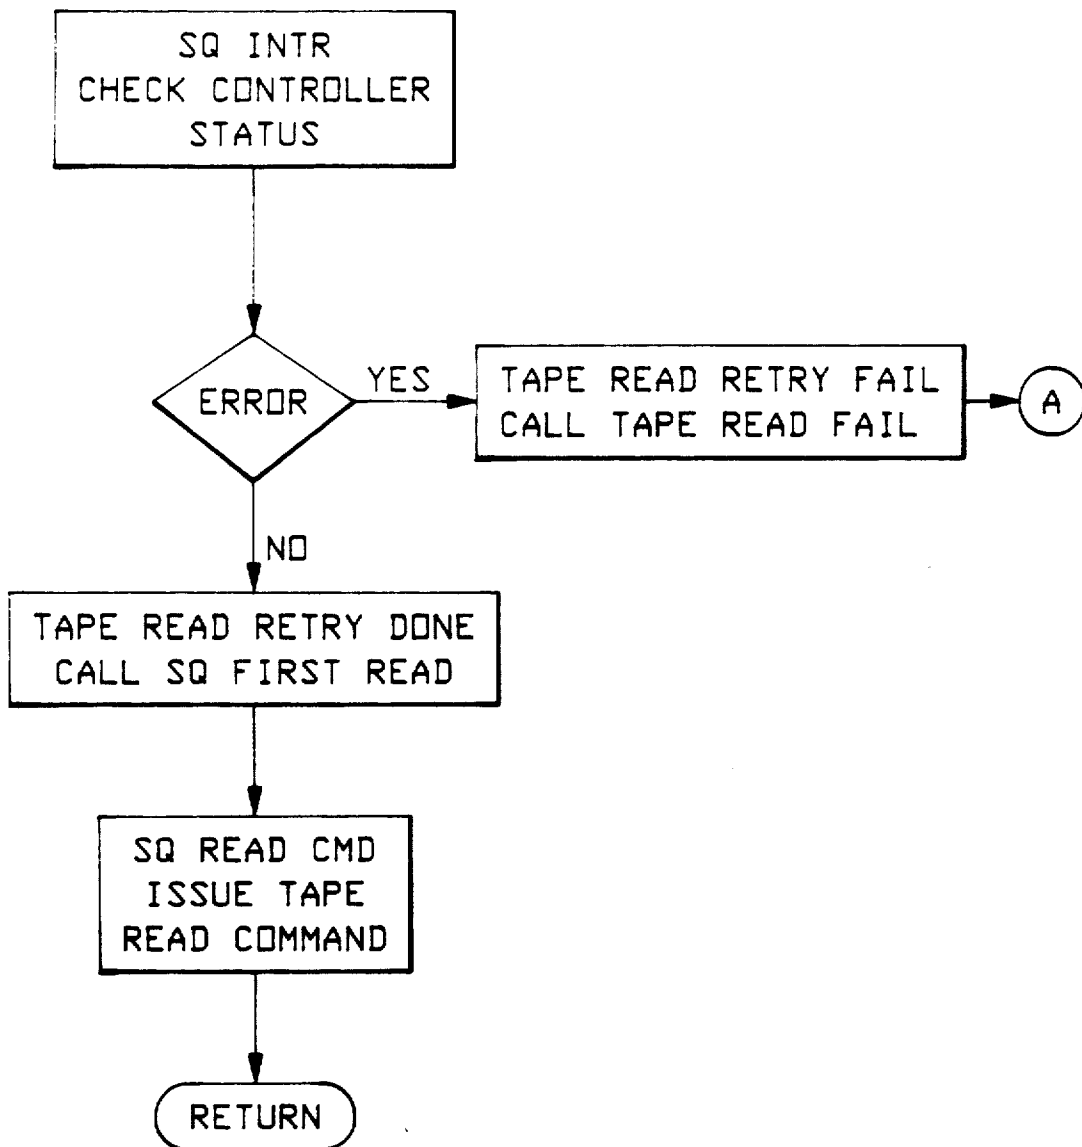 SQ INTR
CHECK CONTROLLER
STATUS
ERROR
YES
TAPE READ RETRY FAIL
CALL TAPE READ FAIL
A
NO
TAPE READ RETRY DONE
CALL SQ FIRST READ
SQ READ CMD
ISSUE TAPE
READ COMMAND
RETURN